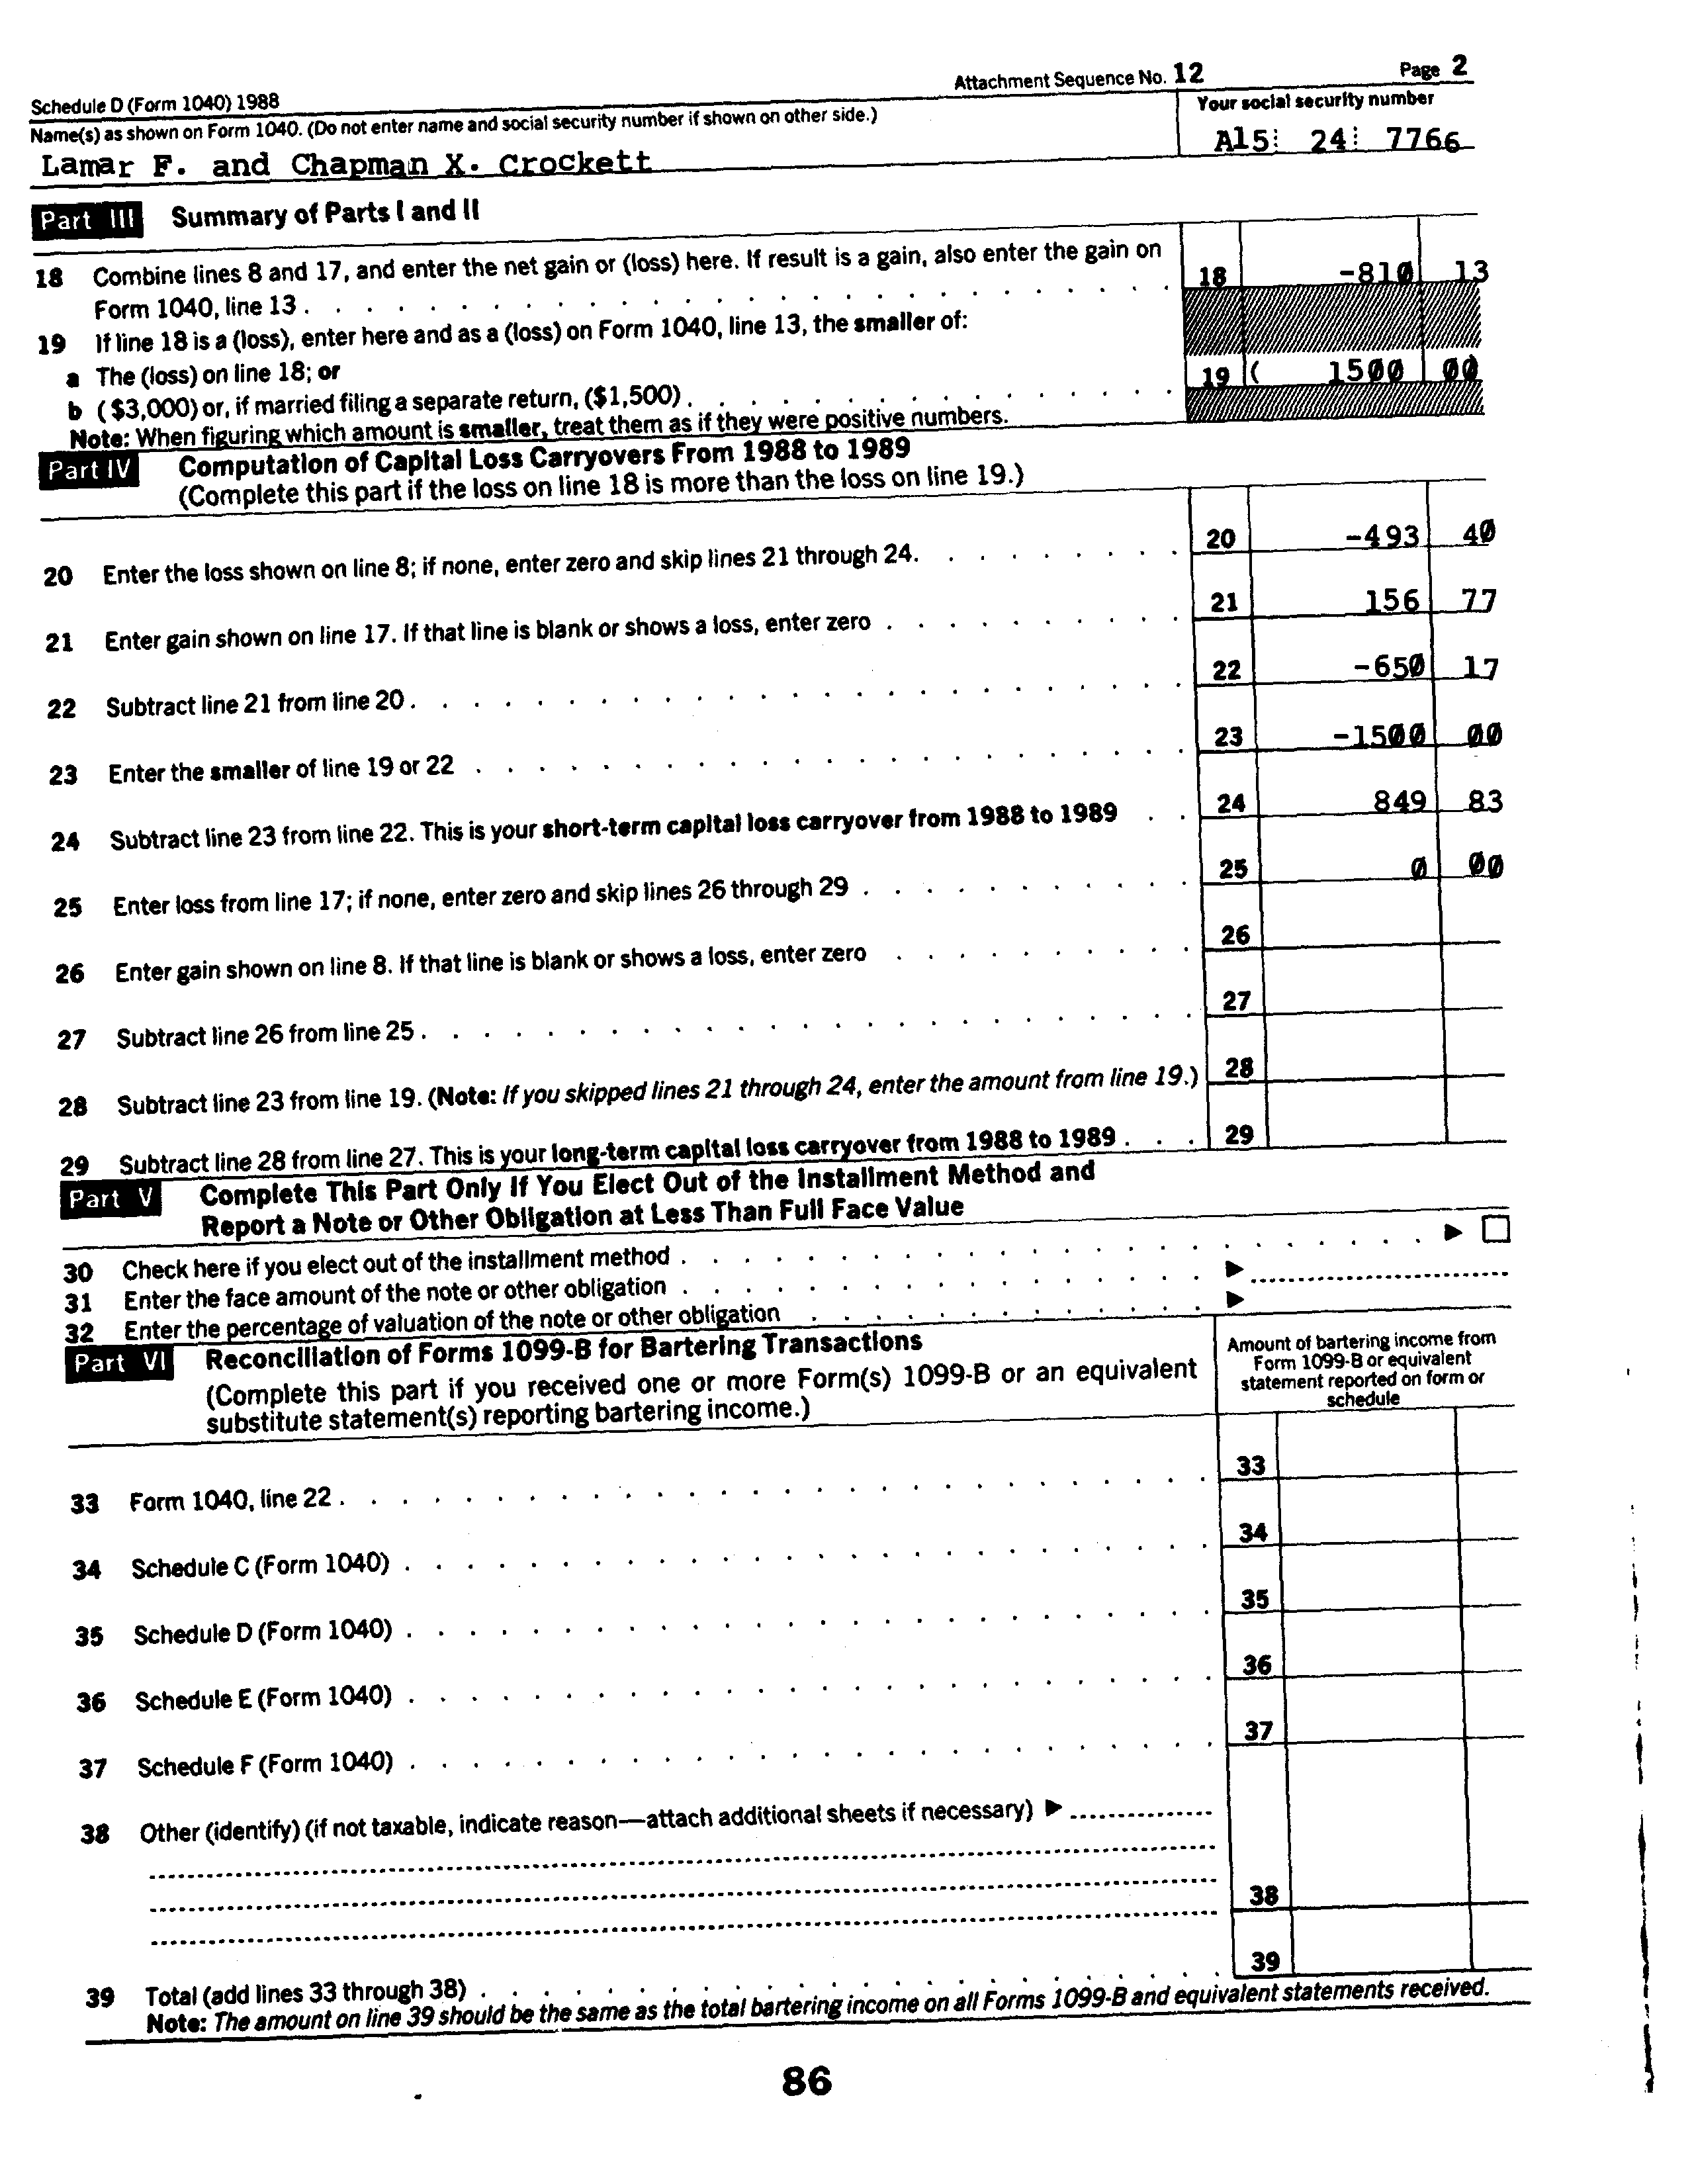 Schedule D (Form 1040) 1988 Attachment Sequence No. 12 Page 2
Name(s) as shown on Form 1040. (Do not enter name and social security number if shown on other side.) Your social security number
Lamar F. and Chapman X. Crockett A15 24 7766
Part III Summary of Parts I and II
18 Combine lines 8 and 17, and enter the net gain or (loss) here. If result is a gain, also enter the gain on
Form 1040, line 13 . . . 18 -810 13
19 If line 18 is a (loss), enter here and as a (loss) on Form 1040, line 13, the smaller of:
a The (loss) on line 18; or
b ($3,000) or, if married filing a separate return, ($1,500) . . . 19 ( 1500 00)
Note: When figuring which amount is smaller, treat them as if they were positive numbers.
Part IV Computation of Capital Loss Carryovers From 1988 to 1989
(Complete this part if the loss on line 18 is more than the loss on line 19.)
20 Enter the loss shown on line 8; if none, enter zero and skip lines 21 through 24. . . . 20 -493 40
21 Enter gain shown on line 17. If that line is blank or shows a loss, enter zero . . . 21 156 77
22 Subtract line 21 from line 20 . . . 22 -650 17
23 Enter the smaller of line 19 or 22 . . . 23 -1500 00
24 Subtract line 23 from line 22. This is your short-term capital loss carryover from 1988 to 1989 . . 24 849 83
25 Enter loss from line 17; if none, enter zero and skip lines 26 through 29 . . . 25 0 00
26 Enter gain shown on line 8. If that line is blank or shows a loss, enter zero . . . 26
27 Subtract line 26 from line 25 . . . 27
28 Subtract line 23 from line 19. (Note: If you skipped lines 21 through 24, enter the amount from line 19.) 28
29 Subtract line 28 from line 27. This is your long-term capital loss carryover from 1988 to 1989 . . . 29
Part V Complete This Part Only If You Elect Out of the Installment Method and
Report a Note or Other Obligation at Less Than Full Face Value
30 Check here if you elect out of the installment method . . . ▶ ☐
31 Enter the face amount of the note or other obligation . . . ▶
32 Enter the percentage of valuation of the note or other obligation . . . ▶
Part VI Reconciliation of Forms 1099-B for Bartering Transactions
(Complete this part if you received one or more Form(s) 1099-B or an equivalent
substitute statement(s) reporting bartering income.)
Amount of bartering income from
Form 1099-B or equivalent
statement reported on form or
schedule
33 Form 1040, line 22 . . . 33
34 Schedule C (Form 1040) . . . 34
35 Schedule D (Form 1040) . . . 35
36 Schedule E (Form 1040) . . . 36
37 Schedule F (Form 1040) . . . 37
38 Other (identify) (if not taxable, indicate reason—attach additional sheets if necessary) ▶
38
39 Total (add lines 33 through 38) . . . 39
Note: The amount on line 39 should be the same as the total bartering income on all Forms 1099-B and equivalent statements received.
86